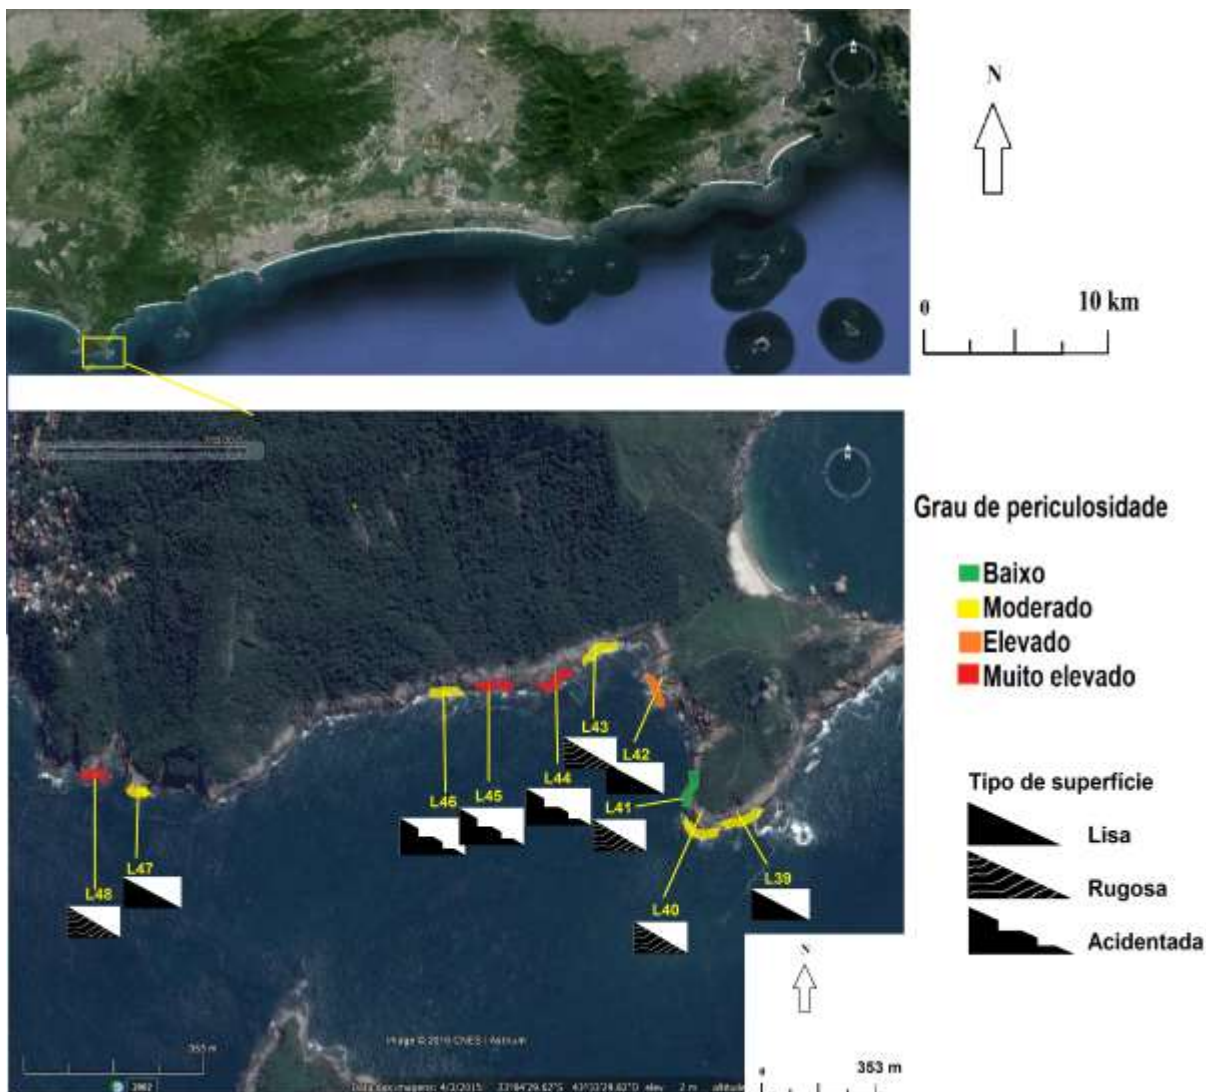 N
0 10 km
Grau de periculosidade
Baixo
Moderado
Elevado
Muito elevado
L43
L42
L44
L45
L46
L41
L47
L48
L39
L40
Tipo de superfície
Lisa
Rugosa
Acidentada
N
353 m
353 m